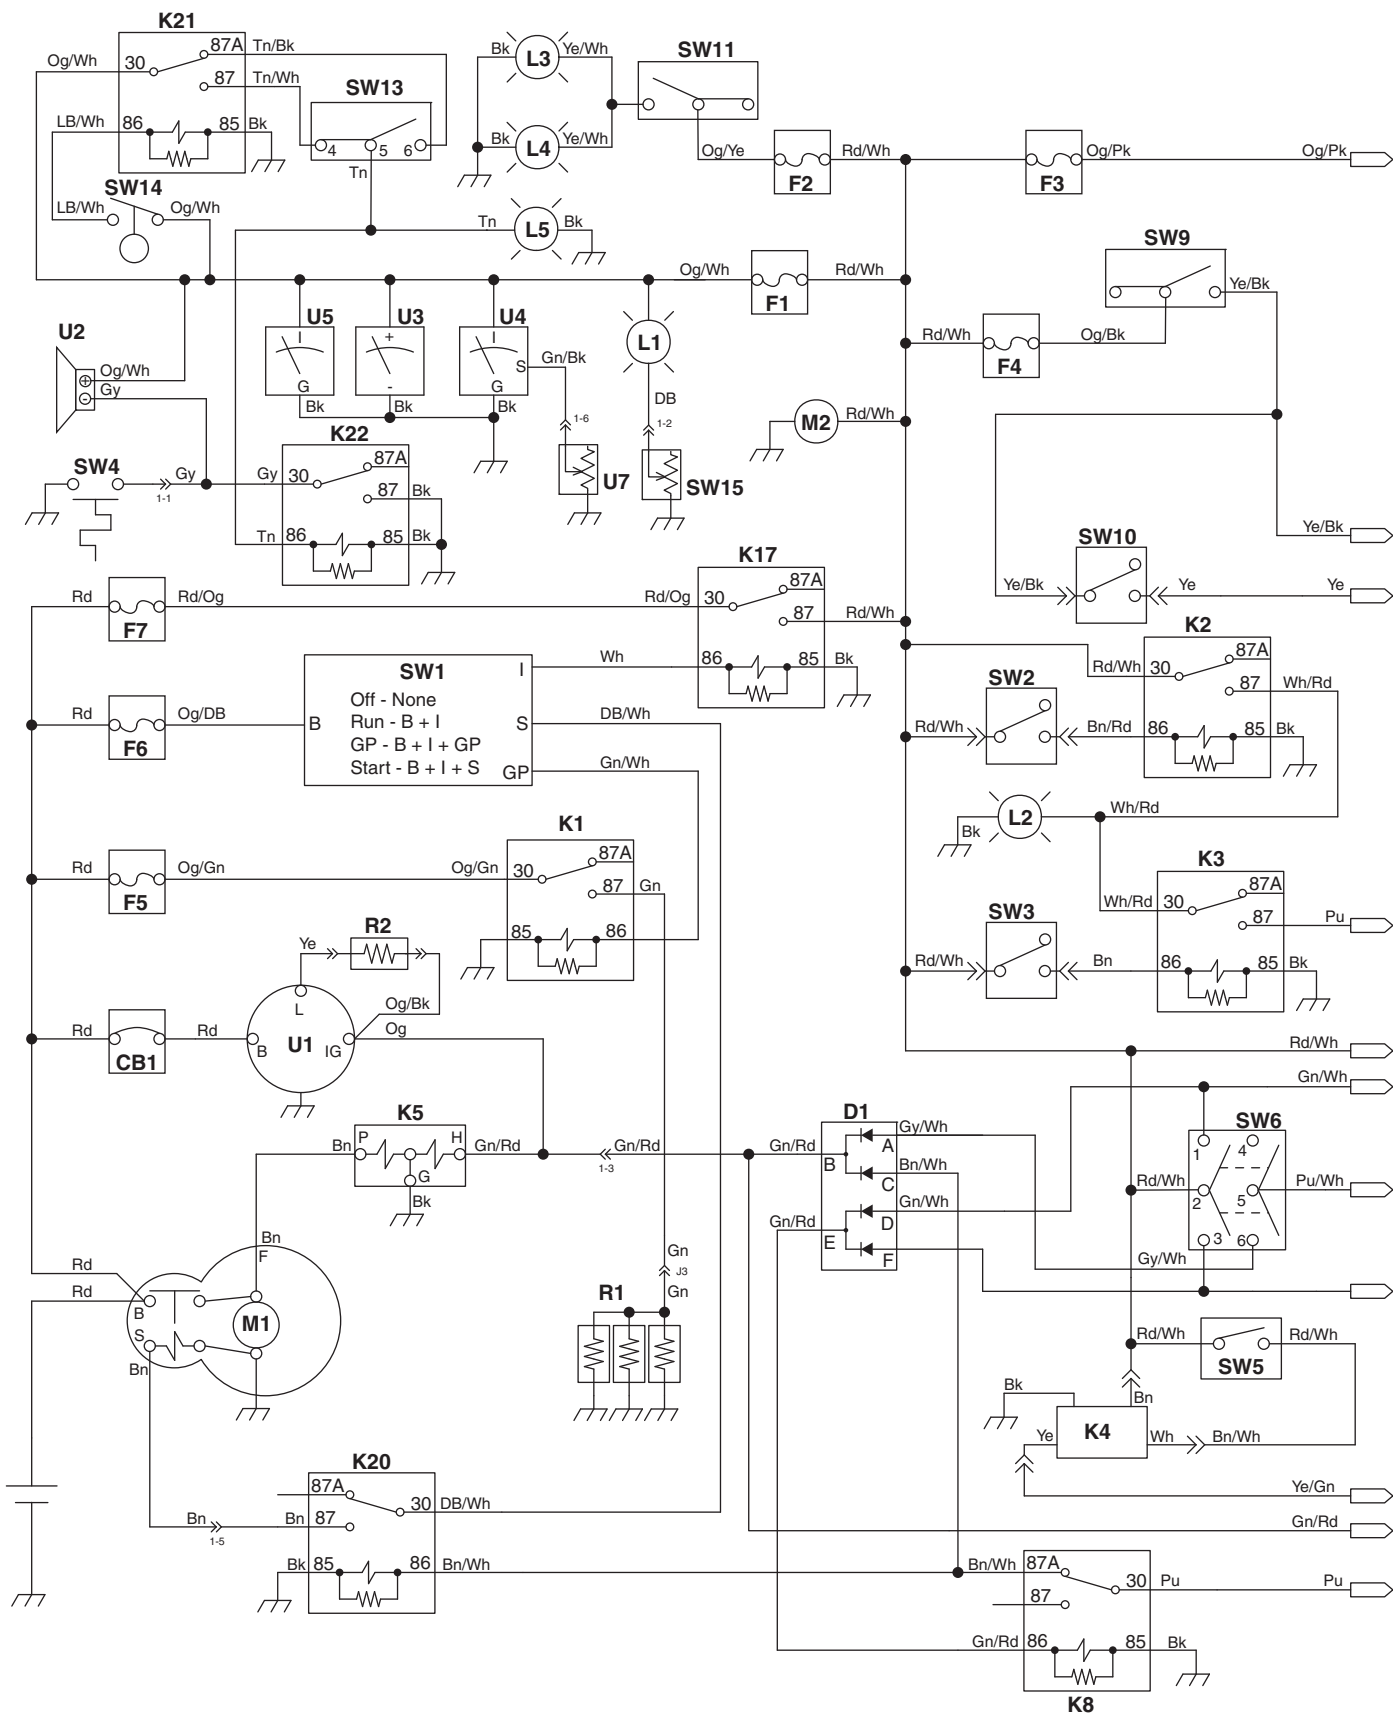 K21
30
87A
87
86
85
Og/Wh
Tn/Bk
Tn/Wh
LB/Wh
Bk
SW13
4
5
6
Tn
SW14
LB/Wh
Og/Wh
Bk
L3
Ye/Wh
Bk
L4
Ye/Wh
SW11
Og/Ye
F2
Rd/Wh
F3
Og/Pk
Og/Pk
Tn
L5
Bk
Og/Wh
F1
Rd/Wh
SW9
Ye/Bk
Rd/Wh
F4
Og/Bk
U2
+
-
Og/Wh
Gy
U5
I
G
Bk
U3
+
-
Bk
U4
I
S
G
Bk
Gn/Bk
1-6
U7
L1
DB
1-2
SW15
M2
Rd/Wh
SW4
Gy
1-1
K22
Gy
30
87A
87
Bk
Tn
86
85
Bk
Ye/Bk
SW10
Ye/Bk
Ye
Ye
Rd
F7
Rd/Og
Rd/Og
K17
30
87A
87
Rd/Wh
86
85
Bk
Rd
F6
Og/DB
SW1
Off - None
Run - B + I
GP - B + I + GP
Start - B + I + S
B
I
S
GP
Wh
DB/Wh
Gn/Wh
K2
Rd/Wh
30
87A
87
Wh/Rd
86
85
Bk
SW2
Rd/Wh
Bn/Rd
L2
Bk
Wh/Rd
Rd
F5
Og/Gn
Og/Gn
K1
30
87A
87
Gn
85
86
K3
Wh/Rd
30
87A
87
Pu
86
85
Bk
SW3
Rd/Wh
Bn
R2
Ye
L
U1
B
IG
Og/Bk
Og
Rd
CB1
Rd
Rd/Wh
Gn/Wh
K5
Bn
P
H
G
Gn/Rd
Bk
Gn/Rd
1-3
D1
Gn/Rd
B
A
C
D
E
F
Gn/Rd
Gy/Wh
Bn/Wh
Gn/Wh
SW6
1
4
2
5
3
6
Rd/Wh
Pu/Wh
Gy/Wh
Bn
F
Rd
Rd
B
S
M1
Bn
Gn
J3
Gn
R1
Rd/Wh
SW5
Rd/Wh
Bk
Bn
K4
Ye
Wh
Bn/Wh
Ye/Gn
Gn/Rd
K20
87A
30
DB/Wh
Bn
1-5
Bn
87
Bk
85
86
Bn/Wh
Bn/Wh
87A
30
Pu
Pu
87
Gn/Rd
86
85
Bk
K8